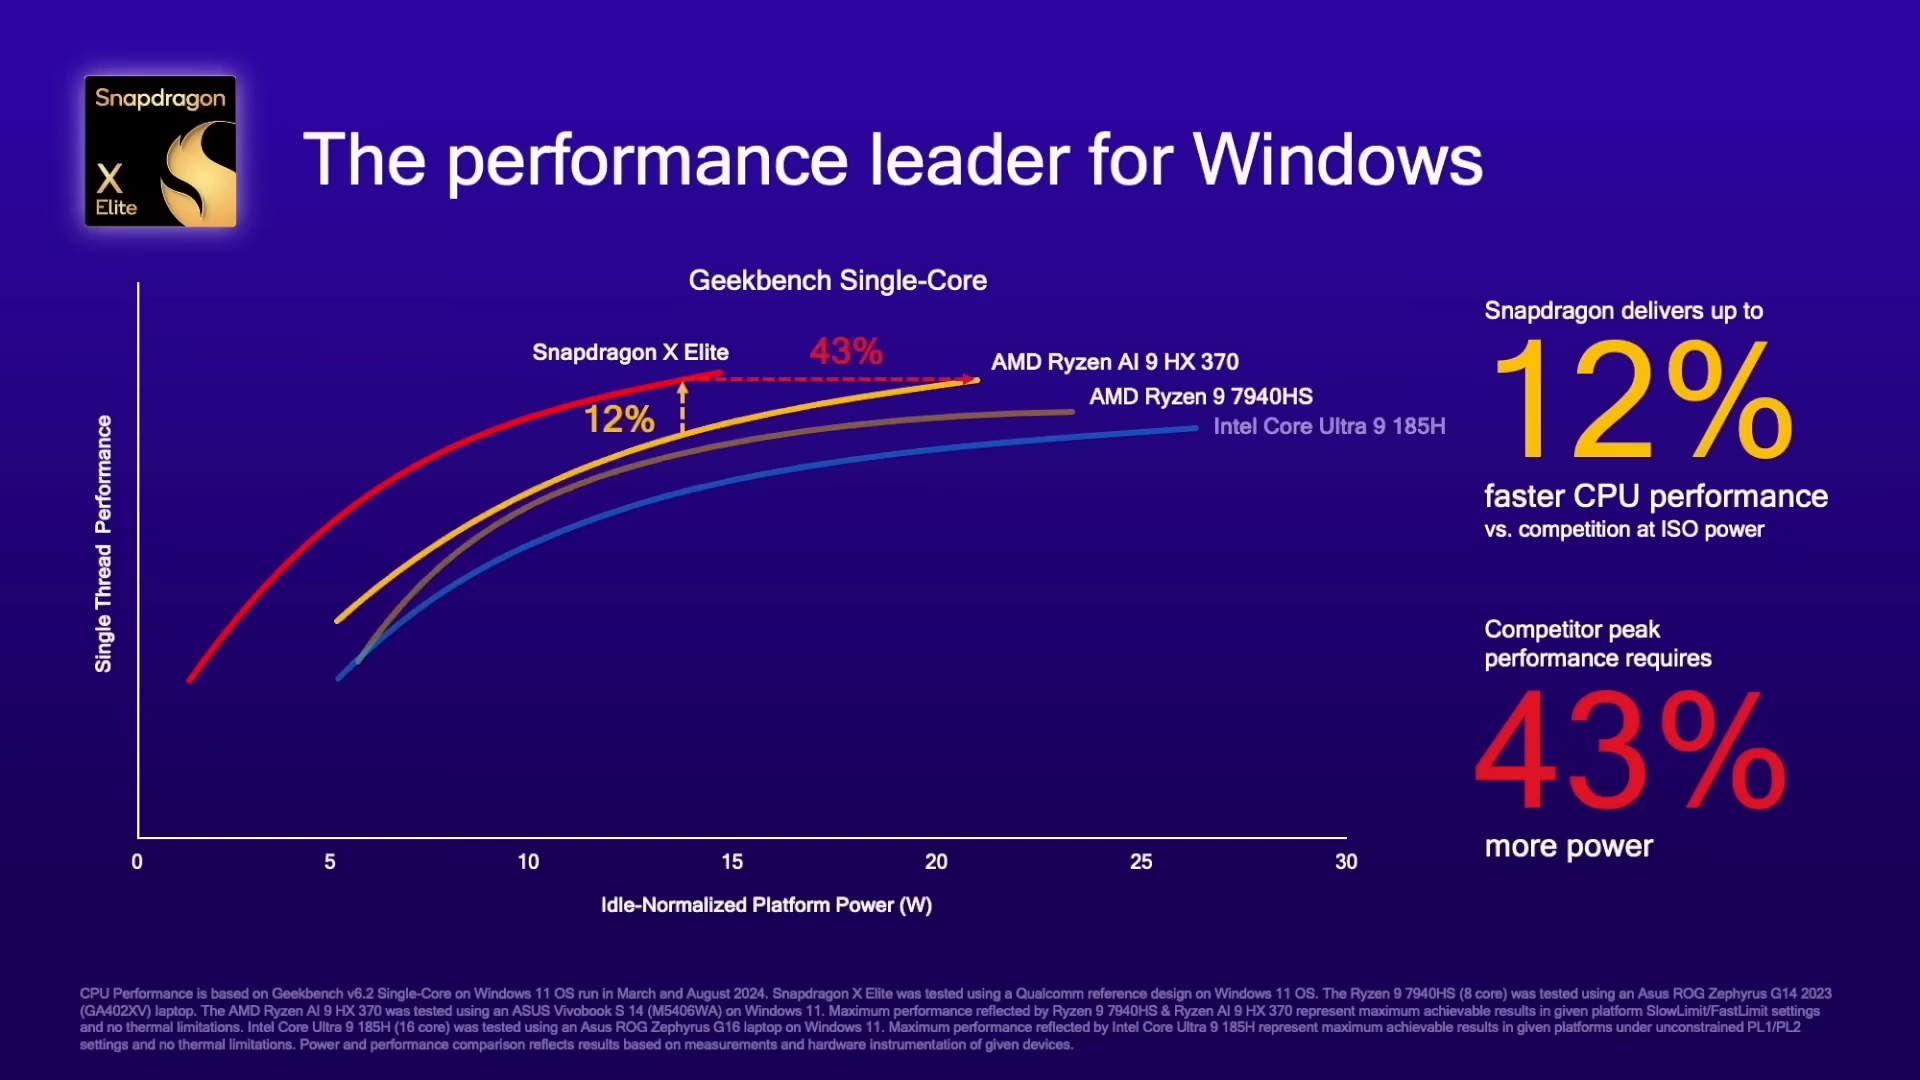 Snapdragon
X
Elite
The performance leader for Windows
Geekbench Single-Core
Snapdragon X Elite
43%
AMD Ryzen AI 9 HX 370
AMD Ryzen 9 7940HS
Intel Core Ultra 9 185H
12%
Single Thread Performance
0 5 10 15 20 25 30
Idle-Normalized Platform Power (W)
Snapdragon delivers up to
12%
faster CPU performance
vs. competition at ISO power
Competitor peak
performance requires
43%
more power
CPU Performance is based on Geekbench v6.2 Single-Core on Windows 11 OS run in March and August 2024. Snapdragon X Elite was tested using a Qualcomm reference design on Windows 11 OS. The Ryzen 9 7940HS (8 core) was tested using an Asus ROG Zephyrus G14 2023
(GA402XV) laptop. The AMD Ryzen AI 9 HX 370 was tested using an ASUS Vivobook S 14 (M5406WA) on Windows 11. Maximum performance reflected by Ryzen 9 7940HS & Ryzen AI 9 HX 370 represent maximum achievable results in given platform SlowLimit/FastLimit settings
and no thermal limitations. Intel Core Ultra 9 185H (16 core) was tested using an Asus ROG Zephyrus G16 laptop on Windows 11. Maximum performance reflected by Intel Core Ultra 9 185H represent maximum achievable results in given platforms under unconstrained PL1/PL2
settings and no thermal limitations. Power and performance comparison reflects results based on measurements and hardware instrumentation of given devices.